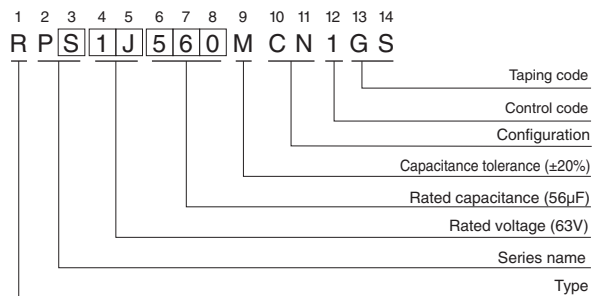 1 2 3 4 5 6 7 8 9 10 11 12 13 14
R P S 1 J 5 6 0 M C N 1 G S
Taping code
Control code
Configuration
Capacitance tolerance (±20%)
Rated capacitance (56µF)
Rated voltage (63V)
Series name
Type